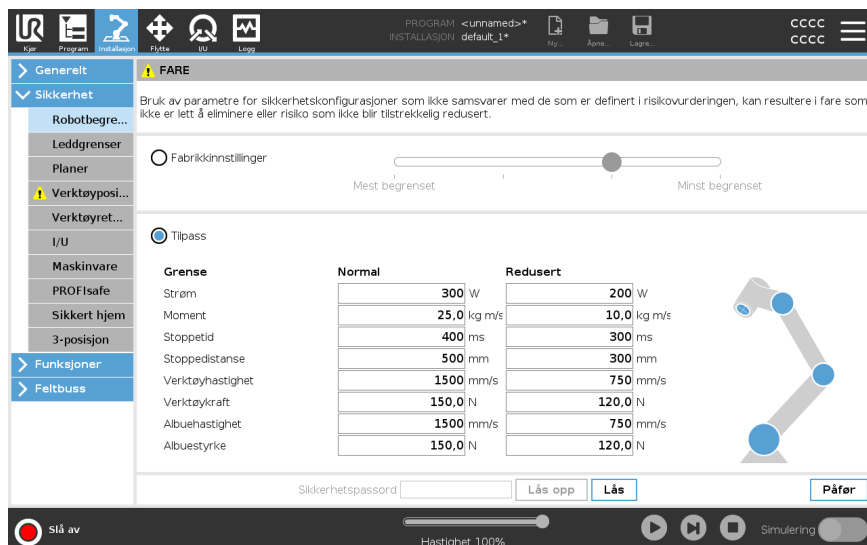 UR
PROGRAM <unnamed>*
INSTALLASJON default_1*
Kjør Program Installasjon Flytte I/U Logg
Ny... Åpne... Lagre...
CCCC
CCCC
Generelt
Sikkerhet
Robotbegre...
Leddgrenser
Planer
Verktøyposi...
Verktøyret...
I/U
Maskinvare
PROFIsafe
Sikkert hjem
3-posisjon
Funksjoner
Feltbuss
FARE
Bruk av parametre for sikkerhetskonfigurasjoner som ikke samsvarer med de som er definert i risikovurderingen, kan resultere i fare som
ikke er lett å eliminere eller risiko som ikke blir tilstrekkelig redusert.
Fabrikkinnstillinger
Mest begrenset Minst begrenset
Tilpass
Grense Normal Redusert
Strøm 300 W 200 W
Moment 25,0 kg m/s 10,0 kg m/s
Stoppetid 400 ms 300 ms
Stoppedistanse 500 mm 300 mm
Verktøyhastighet 1500 mm/s 750 mm/s
Verktøykraft 150,0 N 120,0 N
Albuehastighet 1500 mm/s 750 mm/s
Albuestyrke 150,0 N 120,0 N
Sikkerhetspassord Lås opp Lås Påfør
Slå av
Hastighet 100%
Simulering